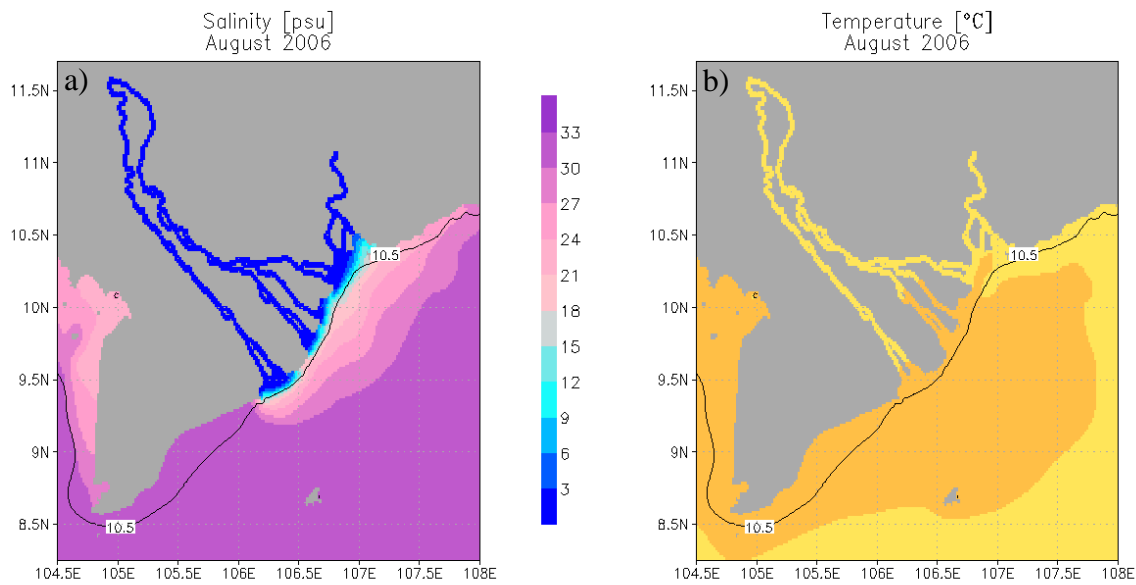 Salinity [psu]
August 2006
a)
11.5N
11N
10.5N
10N
9.5N
9N
8.5N
10.5
10.5
104.5E 105E 105.5E 106E 106.5E 107E 107.5E 108E
33
30
27
24
21
18
15
12
9
6
3
Temperature [°C]
August 2006
b)
11.5N
11N
10.5N
10N
9.5N
9N
8.5N
10.5
10.5
104.5E 105E 105.5E 106E 106.5E 107E 107.5E 108E